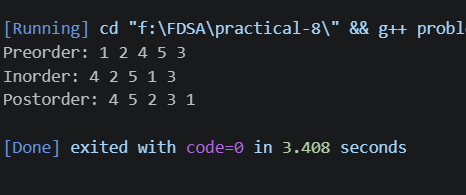 [Running] cd "f:\FDSA\practical-8\" && g++
Preorder: 1 2 4 5 3
Inorder: 4 2 5 1 3
Postorder: 4 5 2 3 1
[Done] exited with code=0 in 3.408 seconds